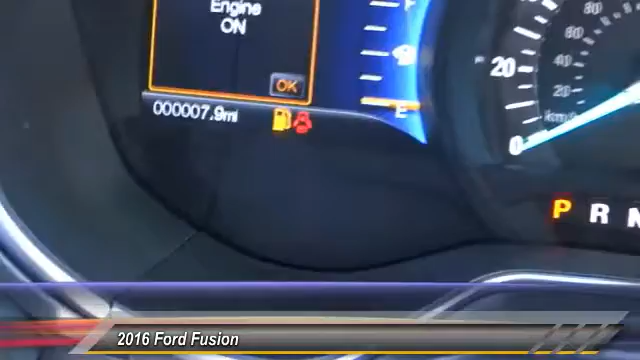 Engine
ON
OK
000007.9mi
F
E
20
0
80
60
40
20
km/h
P R N
2016 Ford Fusion